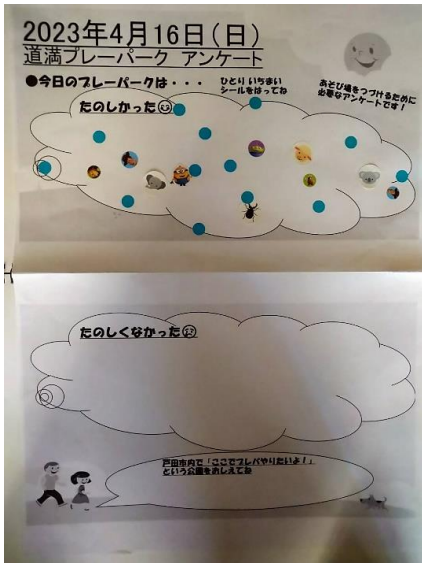 2023年4月16日(日)
道満プレーパーク アンケート
●今日のプレーパークは・・・
ひとり いちまい
シールをはってね
あそび場をつづけるために
必要なアンケートです!
たのしかった
たのしくなかった
戸田市内で「ここでプレパやりたいよ!」
という公園をおしえてね